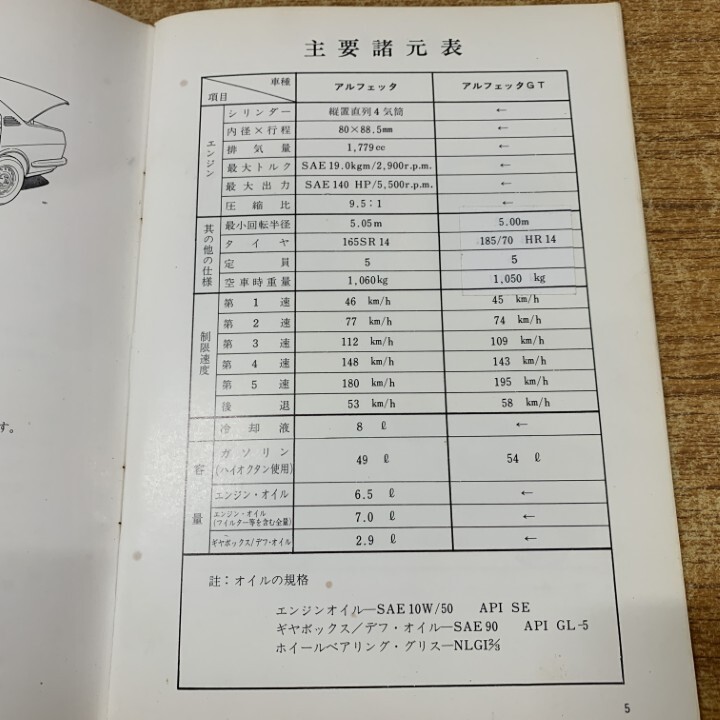 主要諸元表
車種
項目
アルフェッタ
アルフェッタGT
エンジン
シリンダー 縦置直列4気筒 ←
内径×行程 80×88.5mm ←
排気量 1,779cc ←
最大トルク SAE 19.0kgm/2,900r.p.m. ←
最大出力 SAE 140 HP/5,500r.p.m. ←
圧縮比 9.5:1 ←
其の他の仕様
最小回転半径 5.05m 5.00m
タイヤ 165SR 14 185/70 HR 14
定員 5 5
空車時重量 1,060kg 1,050 kg
制限速度
第1速 46 km/h 45 km/h
第2速 77 km/h 74 km/h
第3速 112 km/h 109 km/h
第4速 148 km/h 143 km/h
第5速 180 km/h 195 km/h
後退 53 km/h 58 km/h
容量
冷却液 8 ℓ ←
ガソリン
(ハイオクタン使用) 49 ℓ 54 ℓ
エンジン・オイル 6.5 ℓ ←
エンジン・オイル
(フィルター等を含む全量) 7.0 ℓ ←
ギヤボックス/デフ・オイル 2.9 ℓ ←
註:オイルの規格
エンジンオイル—SAE 10W/50 API SE
ギヤボックス/デフ・オイル—SAE 90 API GL-5
ホイールベアリング・グリス—NLGI⅔
す。
5